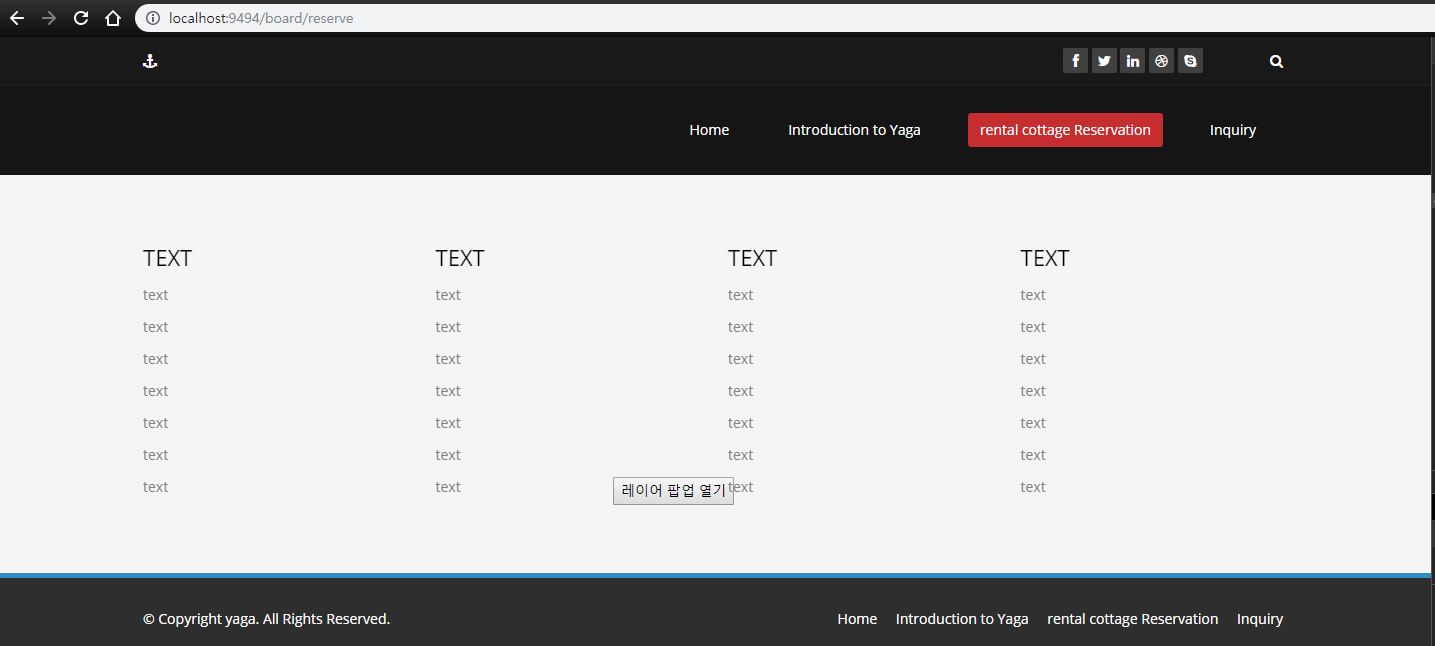 localhost:9494/board/reserve
Home Introduction to Yaga rental cottage Reservation Inquiry
TEXT TEXT TEXT TEXT
text text text text
text text text text
text text text text
text text text text
text text text text
text text text text
text text 레이어 팝업 열기 text text
© Copyright yaga. All Rights Reserved. Home Introduction to Yaga rental cottage Reservation Inquiry